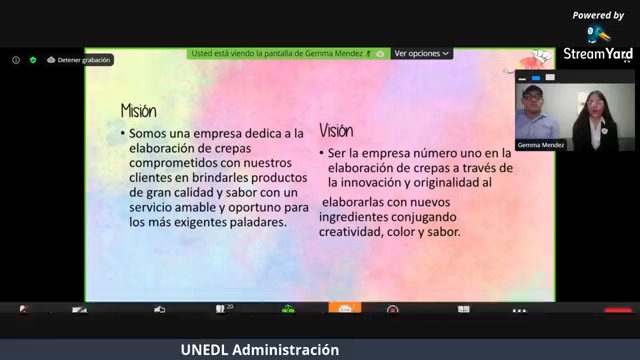 Powered by
StreamYard
Usted está viendo la pantalla de Gemma Mendez
Ver opciones
Detener grabación
Misión
• Somos una empresa dedica a la
elaboración de crepas
comprometidos con nuestros
clientes en brindarles productos
de gran calidad y sabor con un
servicio amable y oportuno para
los más exigentes paladares.
Visión
• Ser la empresa número uno en la
elaboración de crepas a través de
la innovación y originalidad al
elaborarlas con nuevos
ingredientes conjugando
creatividad, color y sabor.
Gemma Mendez
20
UNEDL Administración